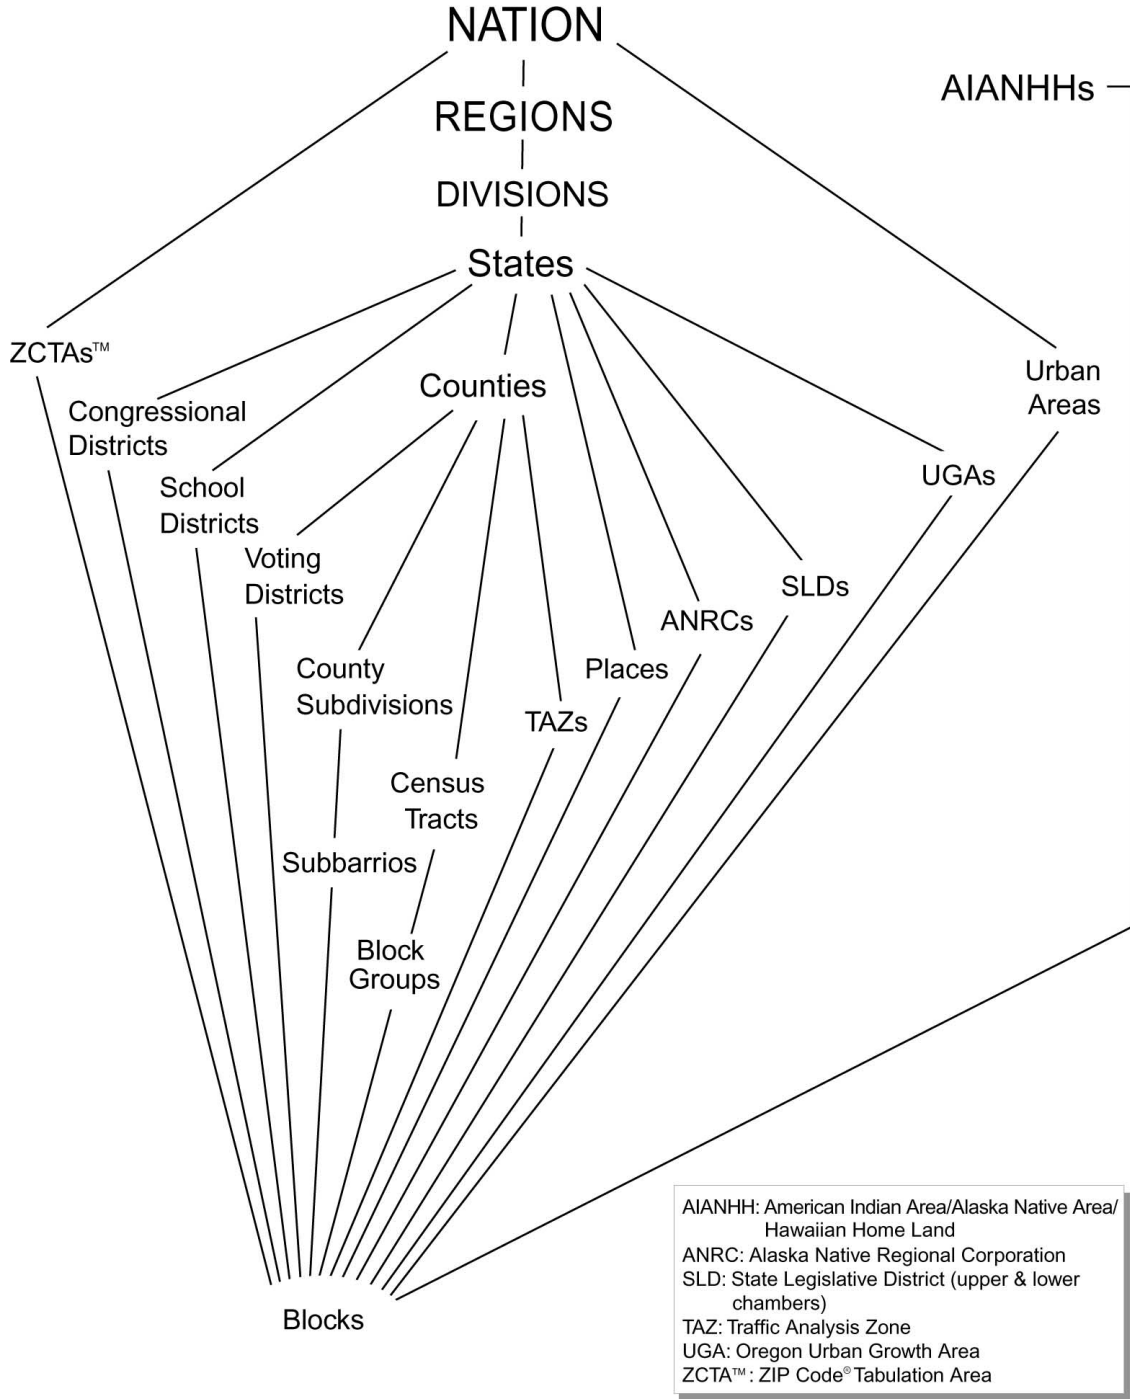 NATION
AIANHHs
REGIONS
DIVISIONS
States
ZCTAs™
Counties
Urban
Areas
Congressional
Districts
UGAs
School
Districts
Voting
Districts
SLDs
ANRCs
County
Subdivisions
Places
TAZs
Census
Tracts
Subbarrios
Block
Groups
Blocks
AIANHH: American Indian Area/Alaska Native Area/
Hawaiian Home Land
ANRC: Alaska Native Regional Corporation
SLD: State Legislative District (upper & lower
chambers)
TAZ: Traffic Analysis Zone
UGA: Oregon Urban Growth Area
ZCTA™: ZIP Code® Tabulation Area